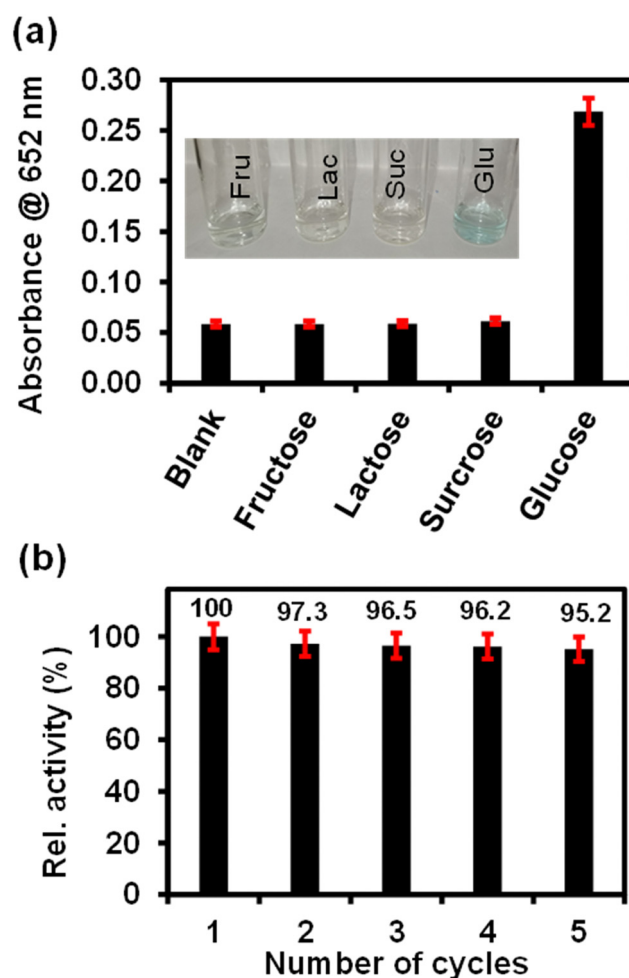 (a)
Absorbance @ 652 nm
0.30
0.25
0.20
0.15
0.10
0.05
0.00
Fru
Lac
Suc
Glu
Blank
Fructose
Lactose
Surcrose
Glucose
(b)
Rel. activity (%)
100
80
60
40
20
0
100 97.3 96.5 96.2 95.2
1 2 3 4 5
Number of cycles